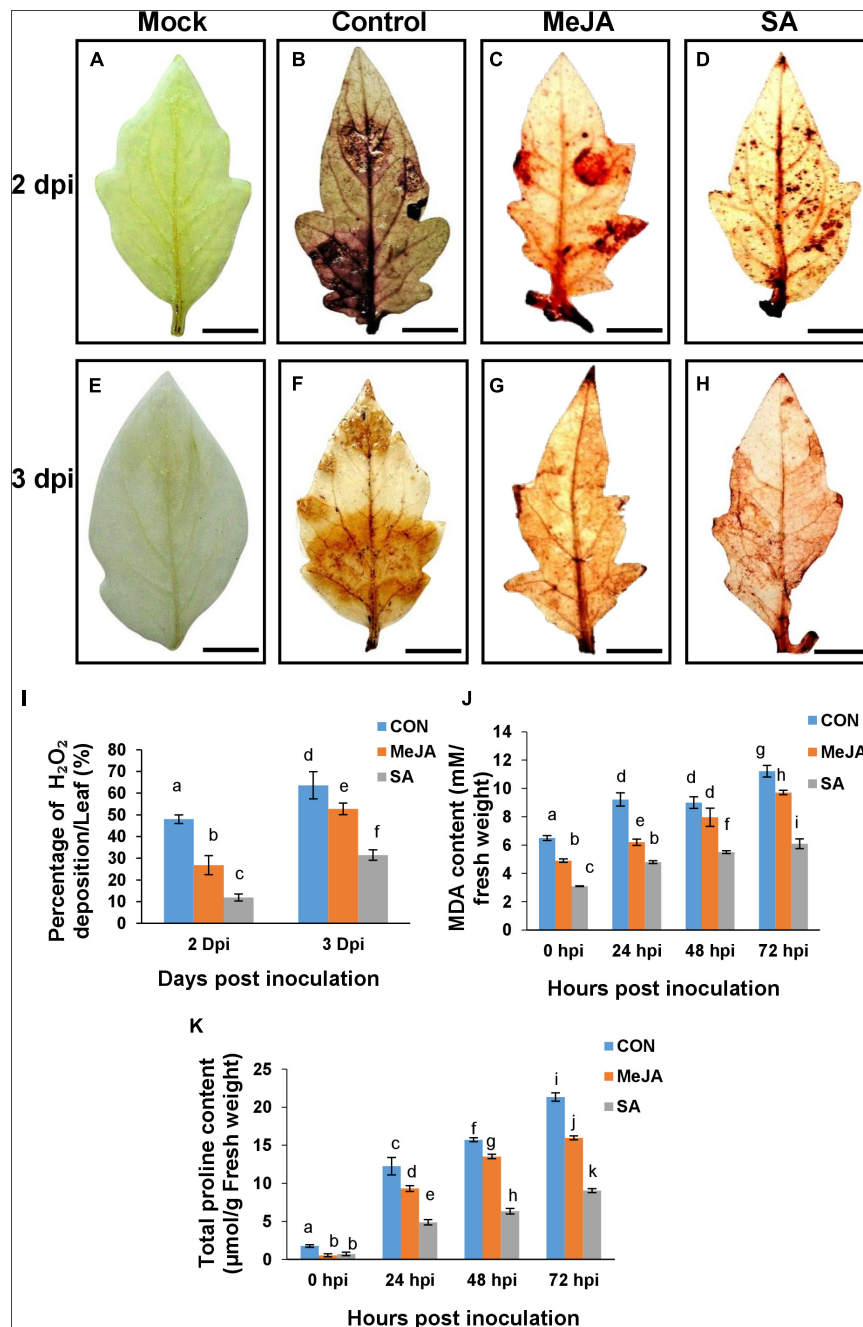 Mock Control MeJA SA
A B C D
2 dpi
E F G H
3 dpi
I
CON
MeJA
SA
Percentage of H₂O₂
deposition/Leaf (%)
80
70
60
50
40
30
20
10
0
a b c d e f
2 Dpi 3 Dpi
Days post inoculation
J
CON
MeJA
SA
MDA content (mM/
fresh weight)
14
12
10
8
6
4
2
0
a b c d e b d d f g h i
0 hpi 24 hpi 48 hpi 72 hpi
Hours post inoculation
K
CON
MeJA
SA
Total proline content
(µmol/g Fresh weight)
25
20
15
10
5
0
a b b c d e f g h i j k
0 hpi 24 hpi 48 hpi 72 hpi
Hours post inoculation